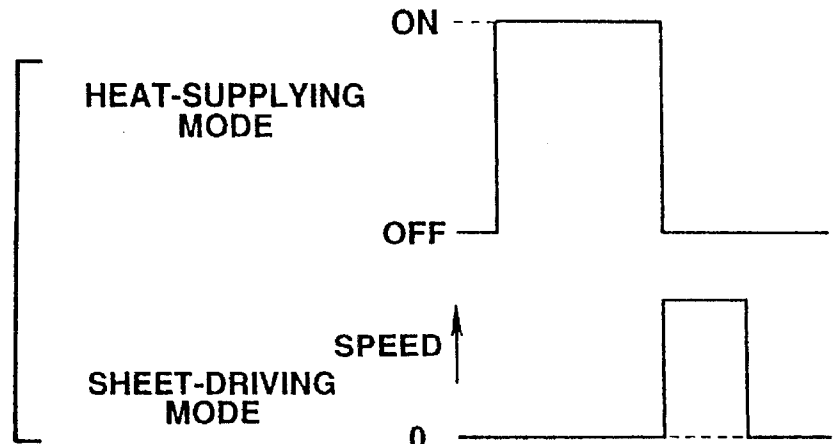 ON
HEAT-SUPPLYING
MODE
OFF
SPEED
SHEET-DRIVING
MODE
0